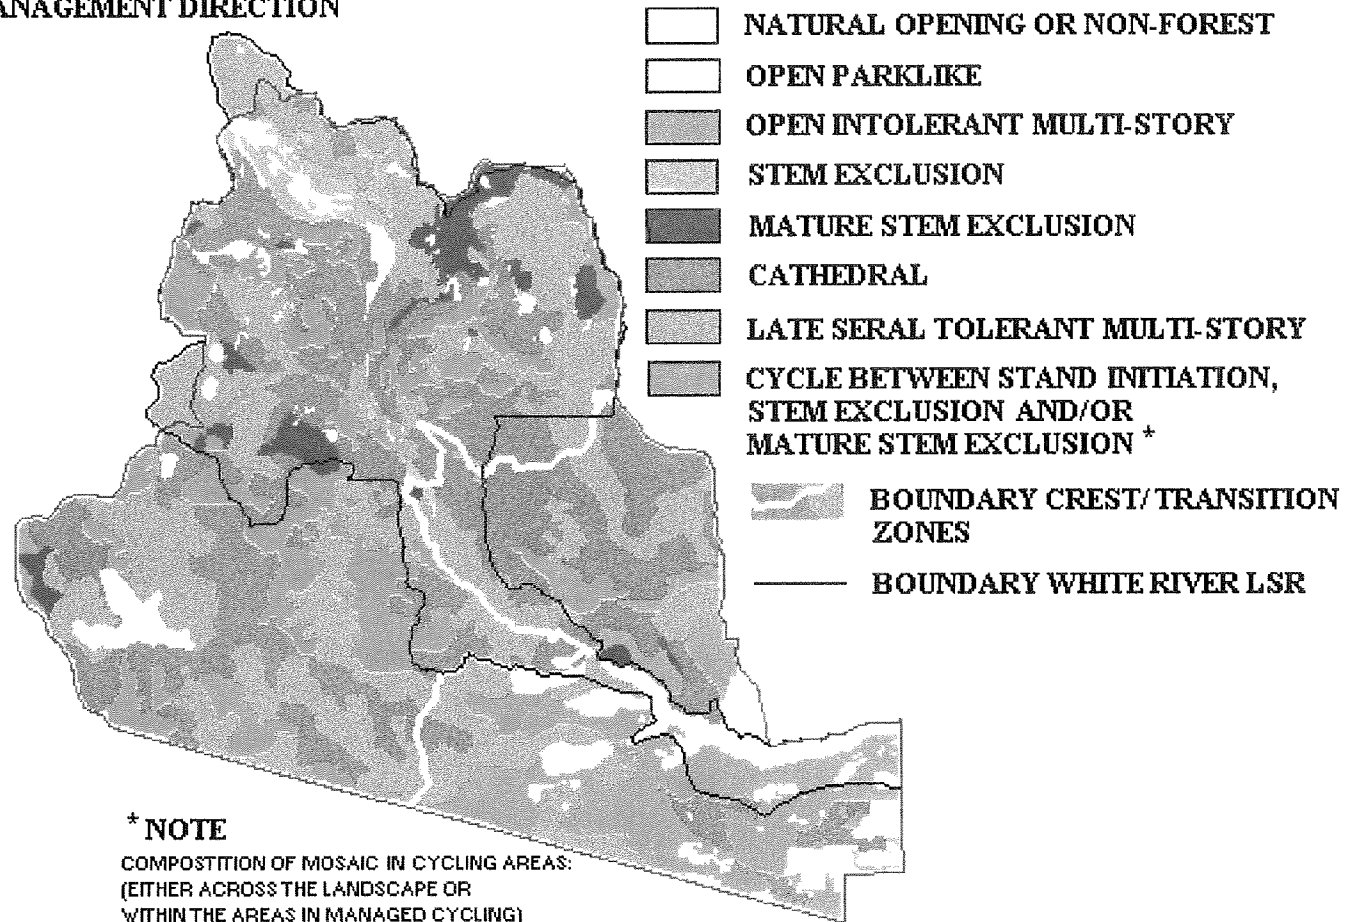 MANAGEMENT DIRECTION
NATURAL OPENING OR NON-FOREST
OPEN PARKLIKE
OPEN INTOLERANT MULTI-STORY
STEM EXCLUSION
MATURE STEM EXCLUSION
CATHEDRAL
LATE SERAL TOLERANT MULTI-STORY
CYCLE BETWEEN STAND INITIATION,
STEM EXCLUSION AND/OR
MATURE STEM EXCLUSION *
BOUNDARY CREST/TRANSITION
ZONES
BOUNDARY WHITE RIVER LSR
* NOTE
COMPOSTITION OF MOSAIC IN CYCLING AREAS:
(EITHER ACROSS THE LANDSCAPE OR
WITHIN THE AREAS IN MANAGED CYCLING)